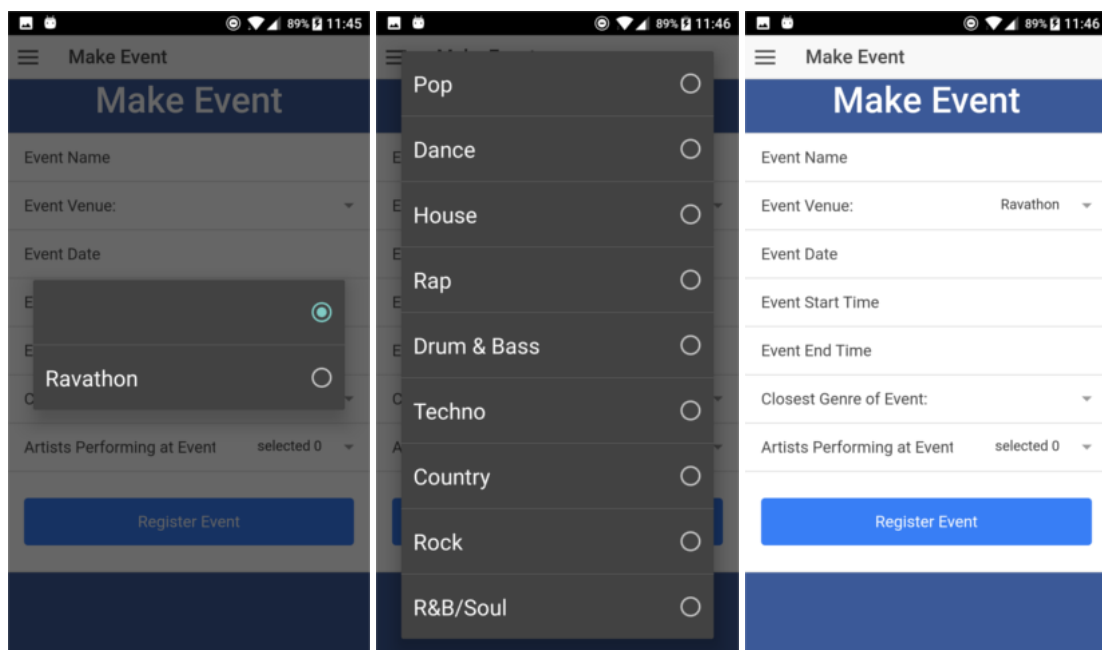 89% 11:45
Make Event
Make Event
Event Name
Event Venue:
Event Date
E
E
Ravathon
C
Artists Performing at Event selected 0
Register Event
89% 11:46
Pop
Dance
E
House
E
E
Rap
E
Drum & Bass
E
Techno
C
A
Country
Rock
R&B/Soul
89% 11:46
Make Event
Make Event
Event Name
Event Venue: Ravathon
Event Date
Event Start Time
Event End Time
Closest Genre of Event:
Artists Performing at Event selected 0
Register Event